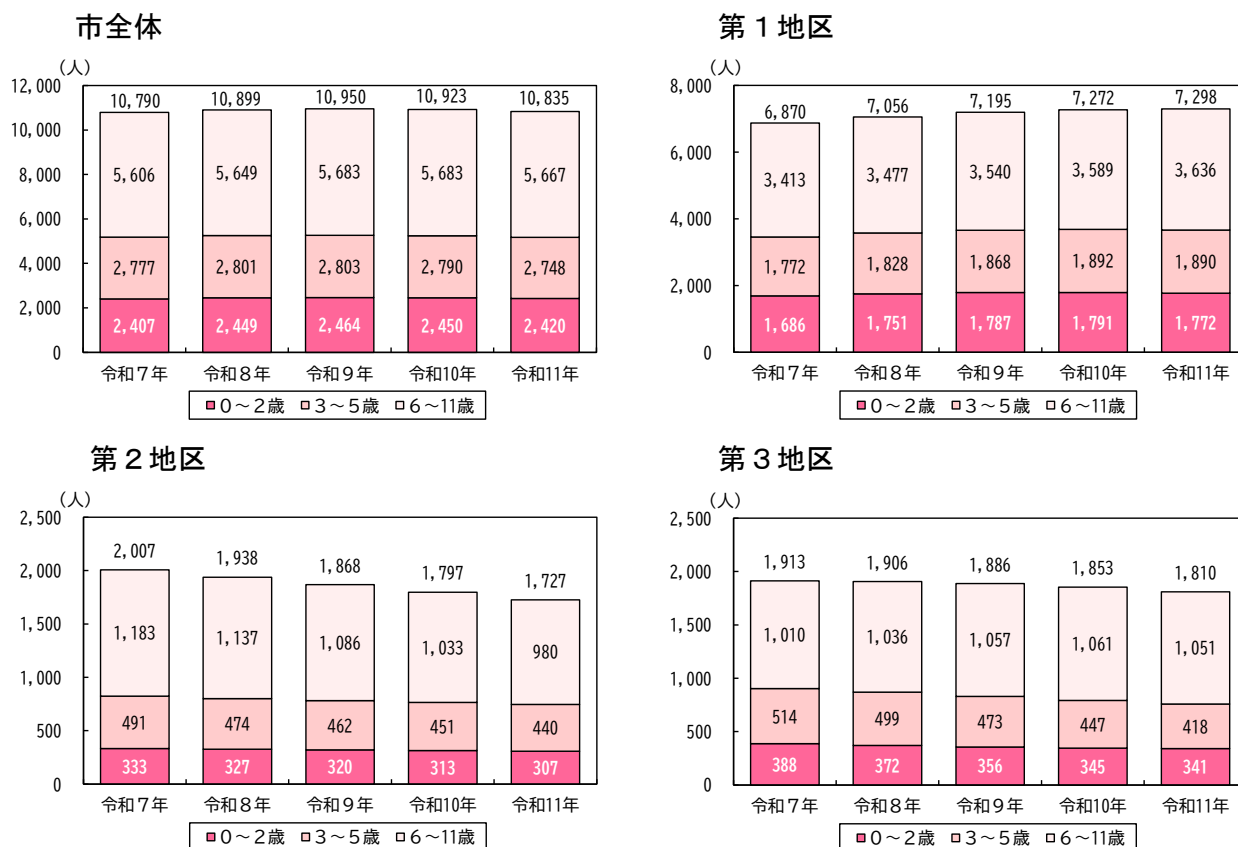 市全体
（人）
12,000
10,000
8,000
6,000
4,000
2,000
0
10,790 10,899 10,950 10,923 10,835
5,606 5,649 5,683 5,683 5,667
2,777 2,801 2,803 2,790 2,748
2,407 2,449 2,464 2,450 2,420
令和７年 令和８年 令和９年 令和10年 令和11年
０～２歳 ３～５歳 ６～11歳
第１地区
（人）
8,000
6,000
4,000
2,000
0
6,870 7,056 7,195 7,272 7,298
3,413 3,477 3,540 3,589 3,636
1,772 1,828 1,868 1,892 1,890
1,686 1,751 1,787 1,791 1,772
令和７年 令和８年 令和９年 令和10年 令和11年
０～２歳 ３～５歳 ６～11歳
第２地区
（人）
2,500
2,000
1,500
1,000
500
0
2,007 1,938 1,868 1,797 1,727
1,183 1,137 1,086 1,033 980
491 474 462 451 440
333 327 320 313 307
令和７年 令和８年 令和９年 令和10年 令和11年
０～２歳 ３～５歳 ６～11歳
第３地区
（人）
2,500
2,000
1,500
1,000
500
0
1,913 1,906 1,886 1,853 1,810
1,010 1,036 1,057 1,061 1,051
514 499 473 447 418
388 372 356 345 341
令和７年 令和８年 令和９年 令和10年 令和11年
０～２歳 ３～５歳 ６～11歳